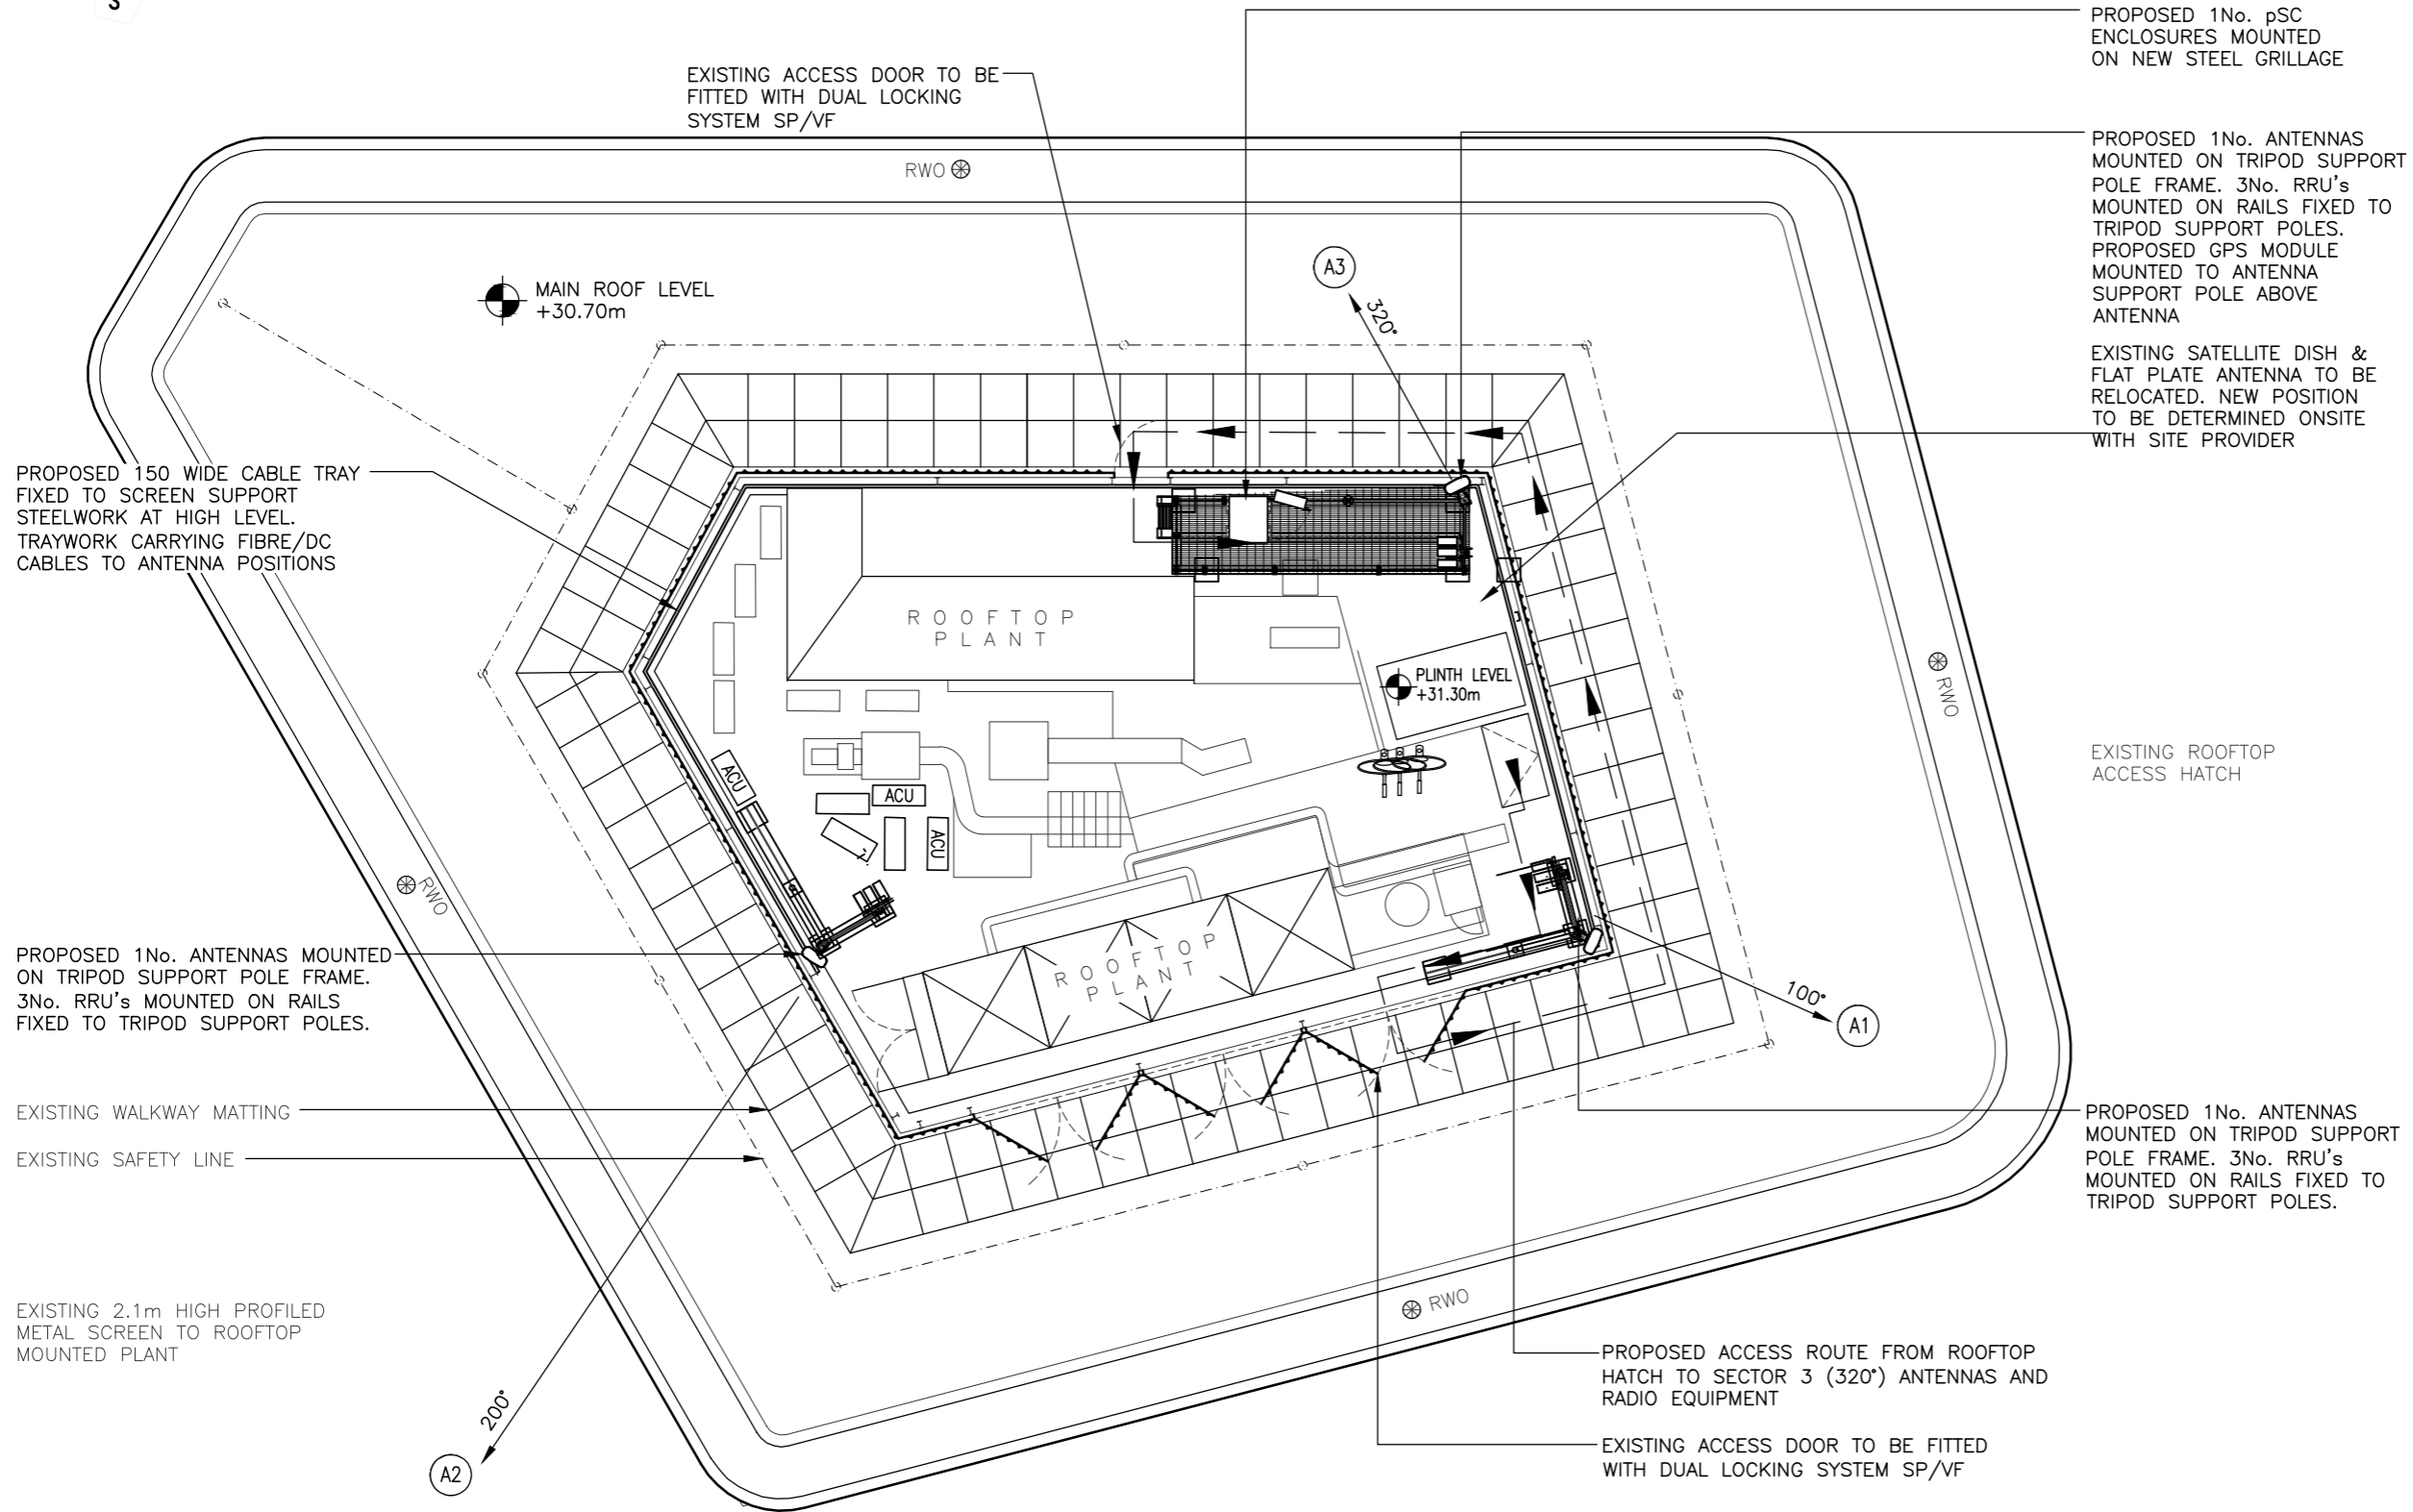 S
PROPOSED 1No. pSC
ENCLOSURES MOUNTED
ON NEW STEEL GRILLAGE
EXISTING ACCESS DOOR TO BE
FITTED WITH DUAL LOCKING
SYSTEM SP/VF
PROPOSED 1No. ANTENNAS
MOUNTED ON TRIPOD SUPPORT
POLE FRAME. 3No. RRU's
MOUNTED ON RAILS FIXED TO
TRIPOD SUPPORT POLES.
PROPOSED GPS MODULE
MOUNTED TO ANTENNA
SUPPORT POLE ABOVE
ANTENNA
RWO
A3
320°
MAIN ROOF LEVEL
+30.70m
EXISTING SATELLITE DISH &
FLAT PLATE ANTENNA TO BE
RELOCATED. NEW POSITION
TO BE DETERMINED ONSITE
WITH SITE PROVIDER
PROPOSED 150 WIDE CABLE TRAY
FIXED TO SCREEN SUPPORT
STEELWORK AT HIGH LEVEL.
TRAYWORK CARRYING FIBRE/DC
CABLES TO ANTENNA POSITIONS
ROOFTOP
PLANT
PLINTH LEVEL
+31.30m
RWO
EXISTING ROOFTOP
ACCESS HATCH
ACU
ACU
ACU
RWO
PROPOSED 1No. ANTENNAS MOUNTED
ON TRIPOD SUPPORT POLE FRAME.
3No. RRU's MOUNTED ON RAILS
FIXED TO TRIPOD SUPPORT POLES.
ROOFTOP
PLANT
100°
A1
EXISTING WALKWAY MATTING
EXISTING SAFETY LINE
PROPOSED 1No. ANTENNAS
MOUNTED ON TRIPOD SUPPORT
POLE FRAME. 3No. RRU's
MOUNTED ON RAILS FIXED TO
TRIPOD SUPPORT POLES.
EXISTING 2.1m HIGH PROFILED
METAL SCREEN TO ROOFTOP
MOUNTED PLANT
RWO
PROPOSED ACCESS ROUTE FROM ROOFTOP
HATCH TO SECTOR 3 (320°) ANTENNAS AND
RADIO EQUIPMENT
200°
A2
EXISTING ACCESS DOOR TO BE FITTED
WITH DUAL LOCKING SYSTEM SP/VF